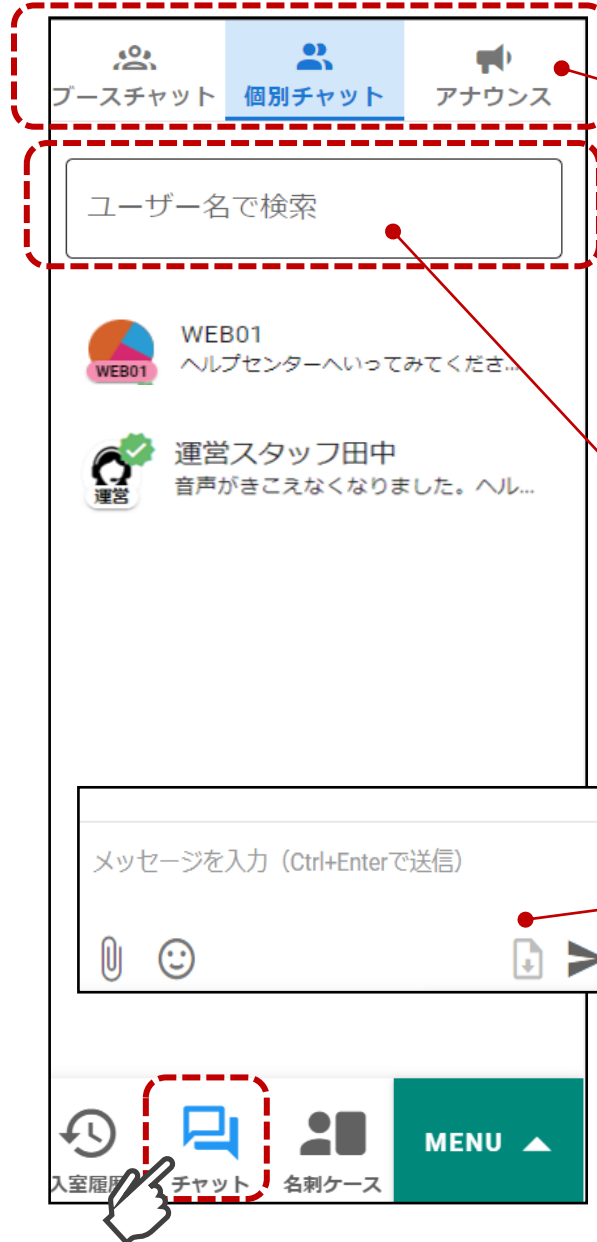 ブースチャット 個別チャット アナウンス
ユーザー名で検索
WEB01
WEB01
ヘルプセンターへいってみてくださ...
運営スタッフ田中
運営
音声がきこえなくなりました。ヘル...
メッセージを入力（Ctrl+Enterで送信）
入室履 チャット 名刺ケース MENU